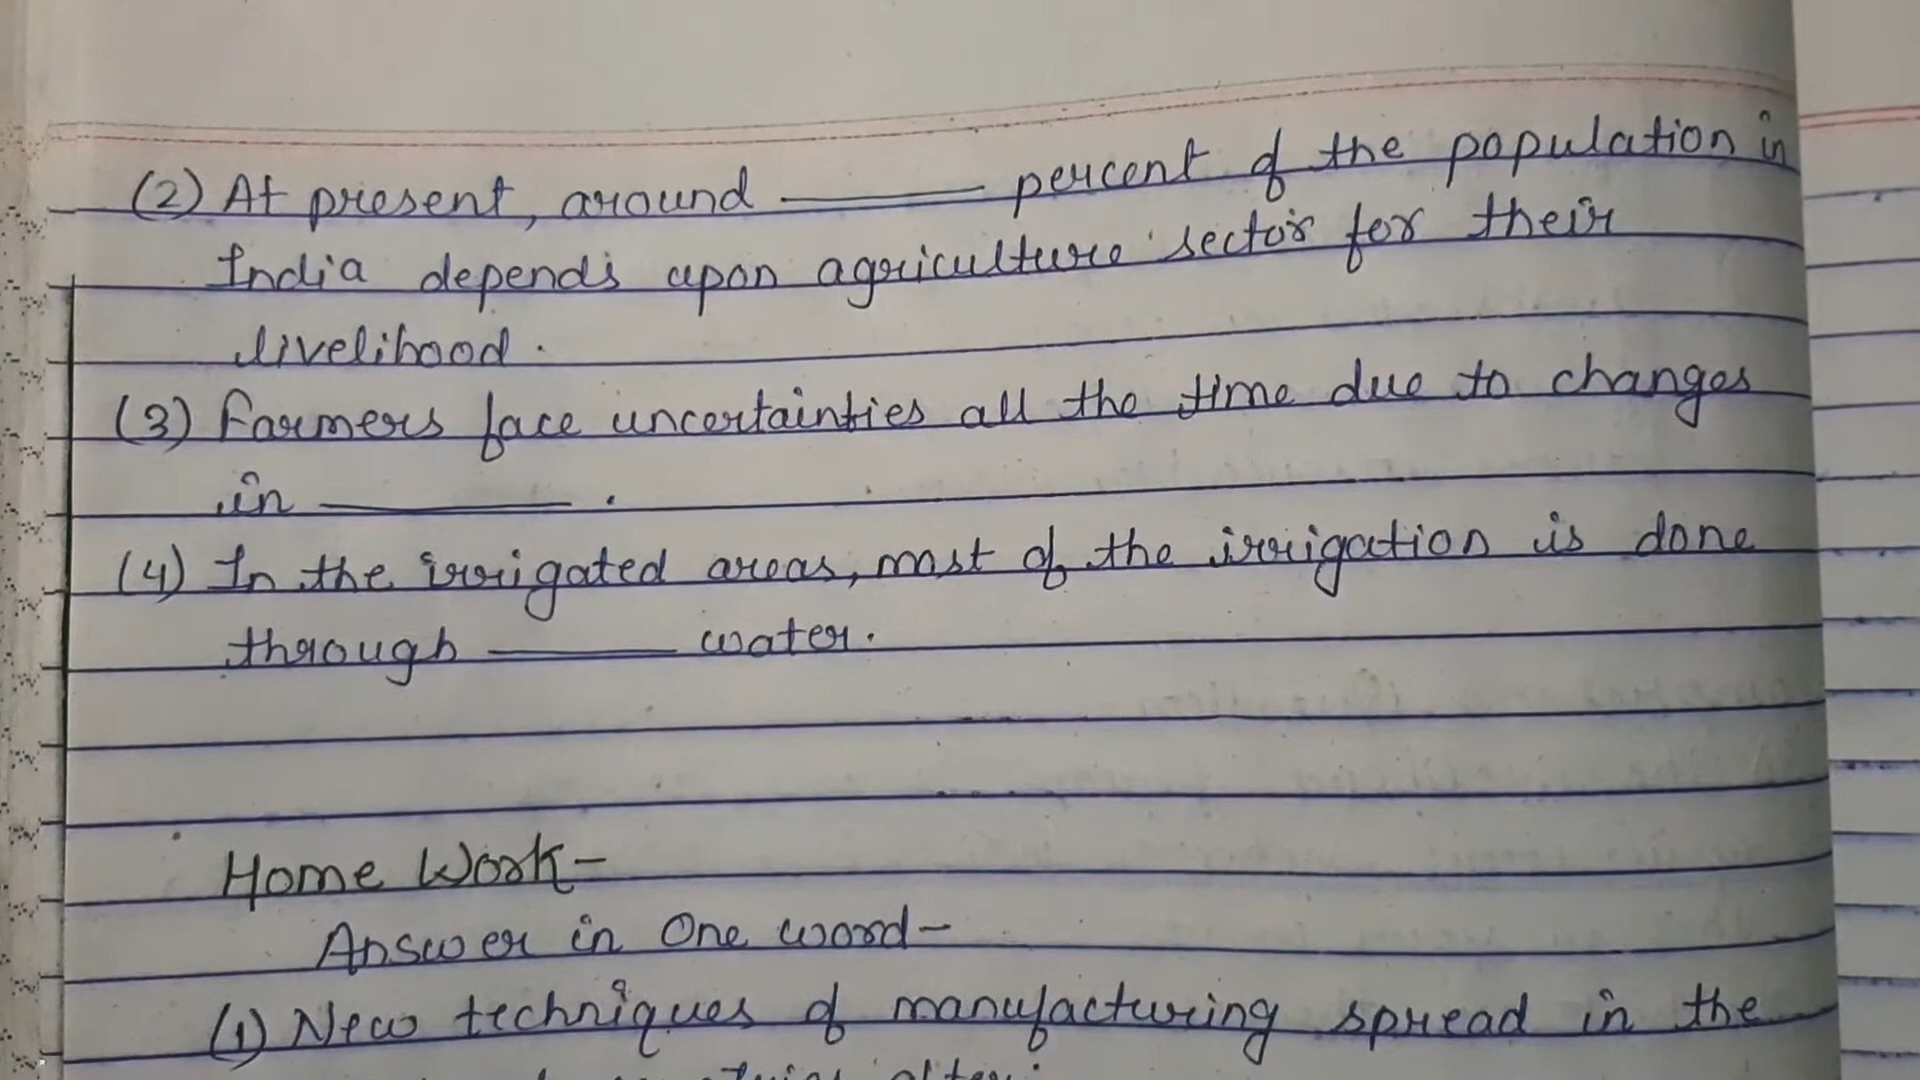 (2) At present, around ______ percent of the population in
India depends upon agriculture sector for their
livelihood.
(3) Farmers face uncertainties all the time due to changes
in ______ .
(4) In the irrigated areas, most of the irrigation is done
through ______ water.
Home Work-
Answer in One word-
(1) New techniques of manufacturing spread in the
after: